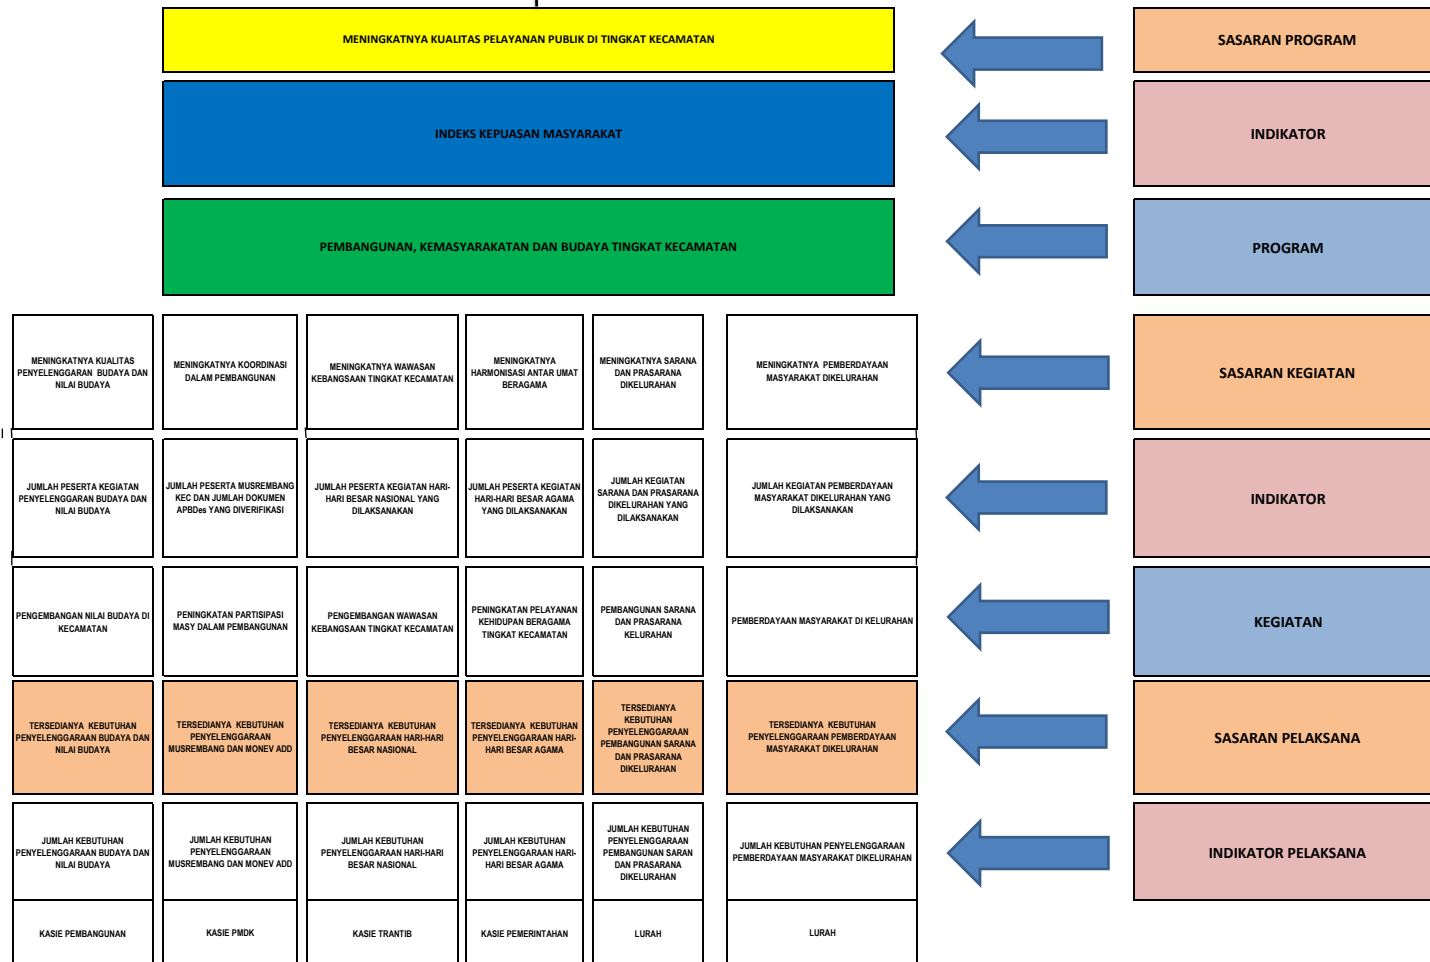 MENINGKATNYA KUALITAS PELAYANAN PUBLIK DI TINGKAT KECAMATAN
SASARAN PROGRAM
INDEKS KEPUASAN MASYARAKAT
INDIKATOR
PEMBANGUNAN, KEMASYARAKATAN DAN BUDAYA TINGKAT KECAMATAN
PROGRAM
MENINGKATNYA KUALITAS
PENYELENGGARAN BUDAYA DAN
NILAI BUDAYA
MENINGKATNYA KOORDINASI
DALAM PEMBANGUNAN
MENINGKATNYA WAWASAN
KEBANGSAAN TINGKAT KECAMATAN
MENINGKATNYA
HARMONISASI ANTAR UMAT
BERAGAMA
MENINGKATNYA SARANA
DAN PRASARANA
DIKELURAHAN
MENINGKATNYA PEMBERDAYAAN
MASYARAKAT DIKELURAHAN
SASARAN KEGIATAN
JUMLAH PESERTA KEGIATAN
PENYELENGGARAN BUDAYA DAN
NILAI BUDAYA
JUMLAH PESERTA MUSREMBANG
KEC DAN JUMLAH DOKUMEN
APBDes YANG DIVERIFIKASI
JUMLAH PESERTA KEGIATAN HARI-
HARI BESAR NASIONAL YANG
DILAKSANAKAN
JUMLAH PESERTA KEGIATAN
HARI-HARI BESAR AGAMA
YANG DILAKSANAKAN
JUMLAH KEGIATAN
SARANA DAN PRASARANA
DIKELURAHAN YANG
DILAKSANAKAN
JUMLAH KEGIATAN PEMBERDAYAAN
MASYARAKAT DIKELURAHAN YANG
DILAKSANAKAN
INDIKATOR
PENGEMBANGAN NILAI BUDAYA DI
KECAMATAN
PENINGKATAN PARTISIPASI
MASY DALAM PEMBANGUNAN
PENGEMBANGAN WAWASAN
KEBANGSAAN TINGKAT KECAMATAN
PENINGKATAN PELAYANAN
KEHIDUPAN BERAGAMA
TINGKAT KECAMATAN
PEMBANGUNAN SARANA
DAN PRASARANA
KELURAHAN
PEMBERDAYAAN MASYARAKAT DI KELURAHAN
KEGIATAN
TERSEDIANYA KEBUTUHAN
PENYELENGGARAAN BUDAYA DAN
NILAI BUDAYA
TERSEDIANYA KEBUTUHAN
PENYELENGGARAAN
MUSREMBANG DAN MONEV ADD
TERSEDIANYA KEBUTUHAN
PENYELENGGARAAN HARI-HARI
BESAR NASIONAL
TERSEDIANYA KEBUTUHAN
PENYELENGGARAAN HARI-
HARI BESAR AGAMA
TERSEDIANYA
KEBUTUHAN
PENYELENGGARAAN
PEMBANGUNAN SARANA
DAN PRASARANA
DIKELURAHAN
TERSEDIANYA KEBUTUHAN
PENYELENGGARAAN PEMBERDAYAAN
MASYARAKAT DIKELURAHAN
SASARAN PELAKSANA
JUMLAH KEBUTUHAN
PENYELENGGARAAN BUDAYA DAN
NILAI BUDAYA
JUMLAH KEBUTUHAN
PENYELENGGARAAN
MUSREMBANG DAN MONEV ADD
JUMLAH KEBUTUHAN
PENYELENGGARAAN HARI-HARI
BESAR NASIONAL
JUMLAH KEBUTUHAN
PENYELENGGARAAN HARI-
HARI BESAR AGAMA
JUMLAH KEBUTUHAN
PENYELENGGARAAN
PEMBANGUNAN SARAN
DAN PRASARANA
DIKELURAHAN
JUMLAH KEBUTUHAN PENYELENGGARAAN
PEMBERDAYAAN MASYARAKAT DIKELURAHAN
INDIKATOR PELAKSANA
KASIE PEMBANGUNAN
KASIE PMDK
KASIE TRANTIB
KASIE PEMERINTAHAN
LURAH
LURAH